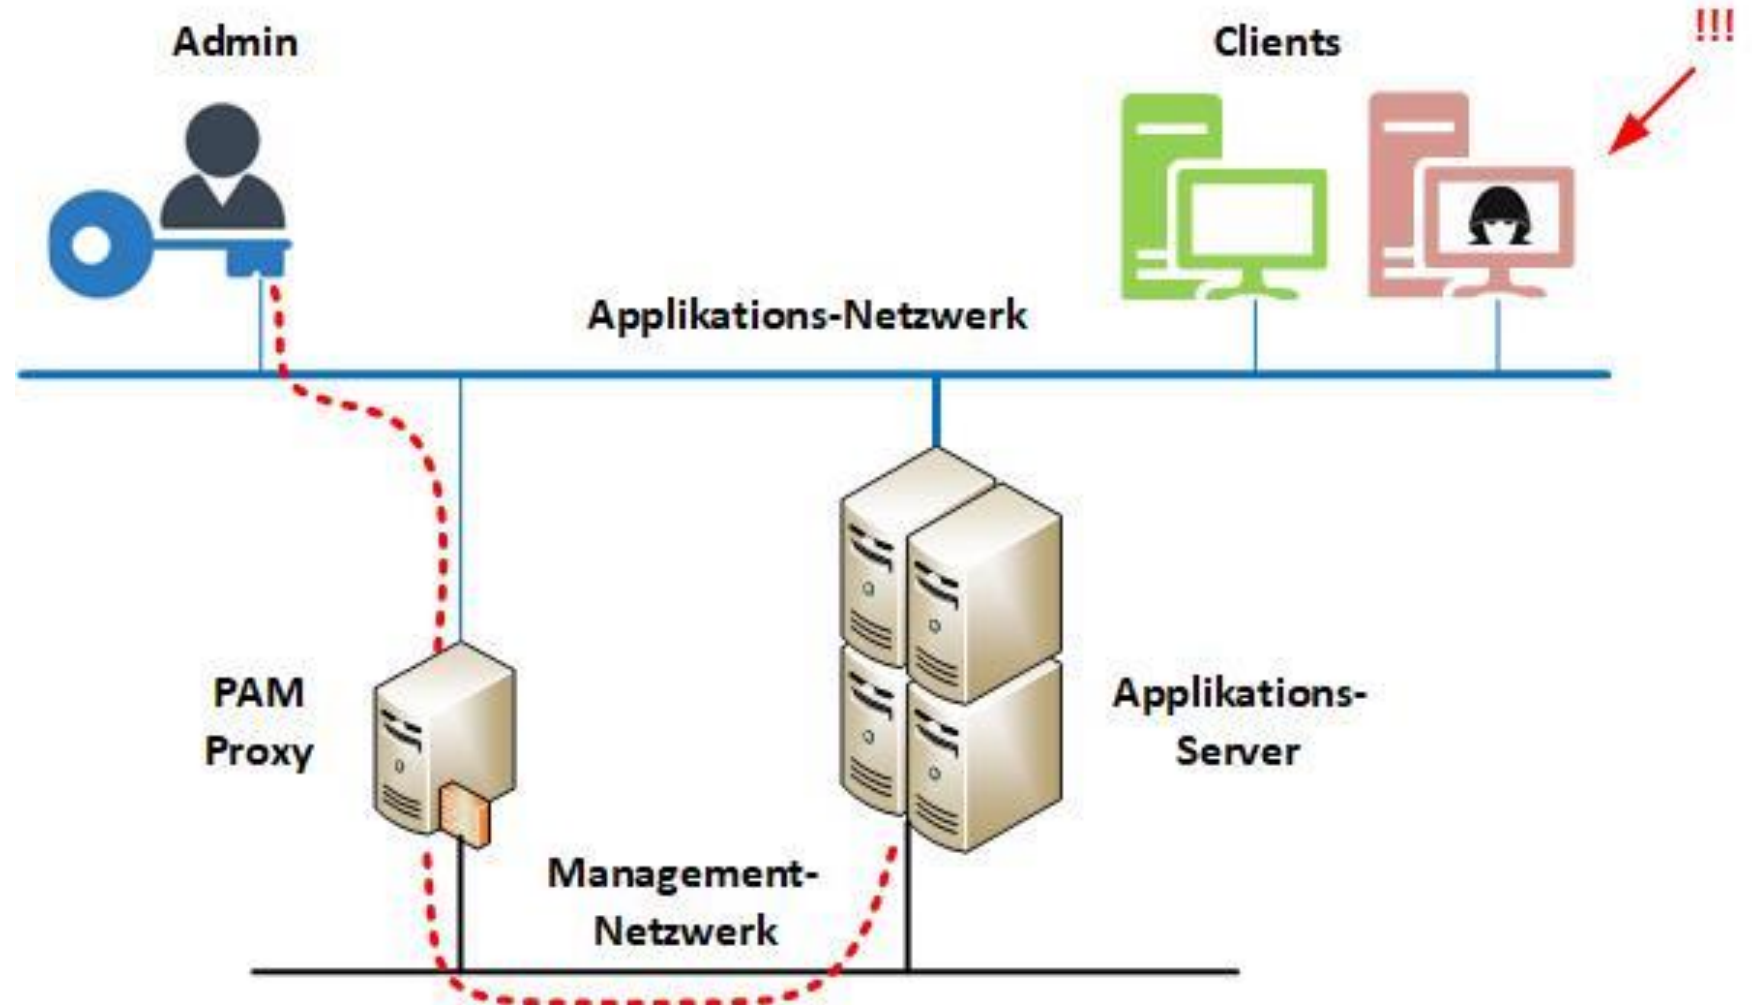 Admin
Clients
!!!
Applikations-Netzwerk
PAM
Proxy
Applikations-
Server
Management-
Netzwerk